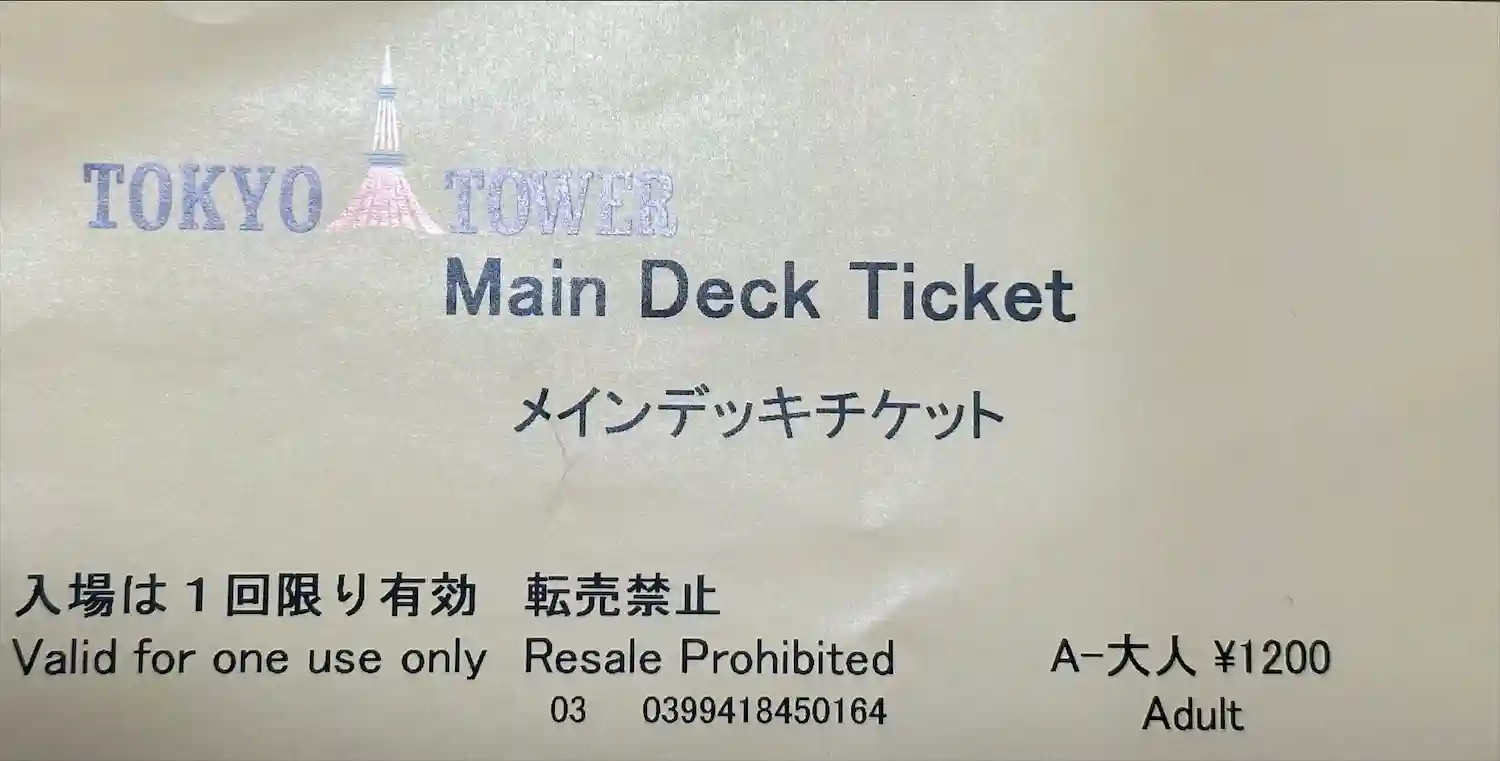 TOKYO TOWER
Main Deck Ticket
メインデッキチケット
入場は１回限り有効 転売禁止
Valid for one use only Resale Prohibited
A-大人 ¥1200
03 0399418450164
Adult